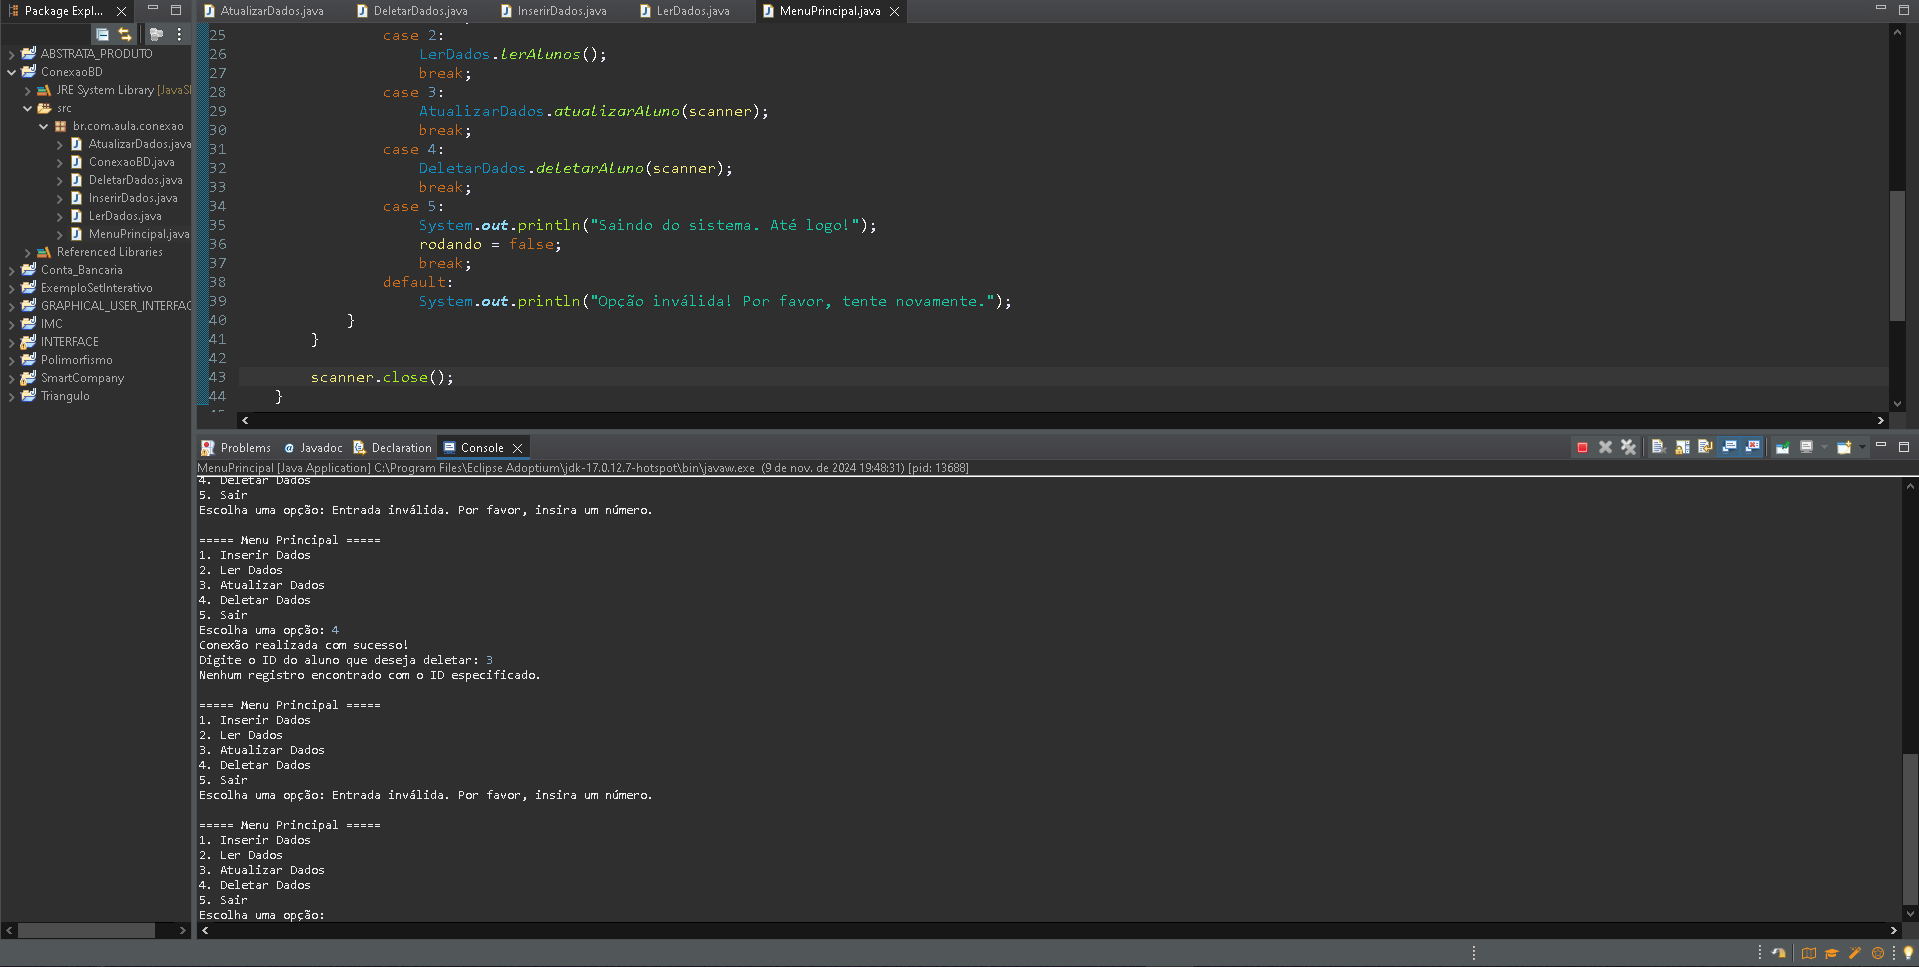 Package Expl...
AtualizarDados.java
DeletarDados.java
InserirDados.java
LerDados.java
MenuPrincipal.java
ABSTRATA_PRODUTO
ConexaoBD
JRE System Library [JavaSE
src
br.com.aula.conexao
AtualizarDados.java
ConexaoBD.java
DeletarDados.java
InserirDados.java
LerDados.java
MenuPrincipal.java
Referenced Libraries
Conta_Bancaria
ExemploSetInterativo
GRAPHICAL_USER_INTERFAC
IMC
INTERFACE
Polimorfismo
SmartCompany
Triangulo
25 case 2:
26 LerDados.lerAlunos();
27 break;
28 case 3:
29 AtualizarDados.atualizarAluno(scanner);
30 break;
31 case 4:
32 DeletarDados.deletarAluno(scanner);
33 break;
34 case 5:
35 System.out.println("Saindo do sistema. Até logo!");
36 rodando = false;
37 break;
38 default:
39 System.out.println("Opção inválida! Por favor, tente novamente.");
40 }
41 }
42
43 scanner.close();
44 }
45
Problems Javadoc Declaration Console
MenuPrincipal [Java Application] C:\Program Files\Eclipse Adoptium\jdk-17.0.12.7-hotspot\bin\javaw.exe (9 de nov. de 2024 19:48:31) [pid: 13688]
4. Deletar Dados
5. Sair
Escolha uma opção: Entrada inválida. Por favor, insira um número.
===== Menu Principal =====
1. Inserir Dados
2. Ler Dados
3. Atualizar Dados
4. Deletar Dados
5. Sair
Escolha uma opção: 4
Conexão realizada com sucesso!
Digite o ID do aluno que deseja deletar: 3
Nenhum registro encontrado com o ID especificado.
===== Menu Principal =====
1. Inserir Dados
2. Ler Dados
3. Atualizar Dados
4. Deletar Dados
5. Sair
Escolha uma opção: Entrada inválida. Por favor, insira um número.
===== Menu Principal =====
1. Inserir Dados
2. Ler Dados
3. Atualizar Dados
4. Deletar Dados
5. Sair
Escolha uma opção: